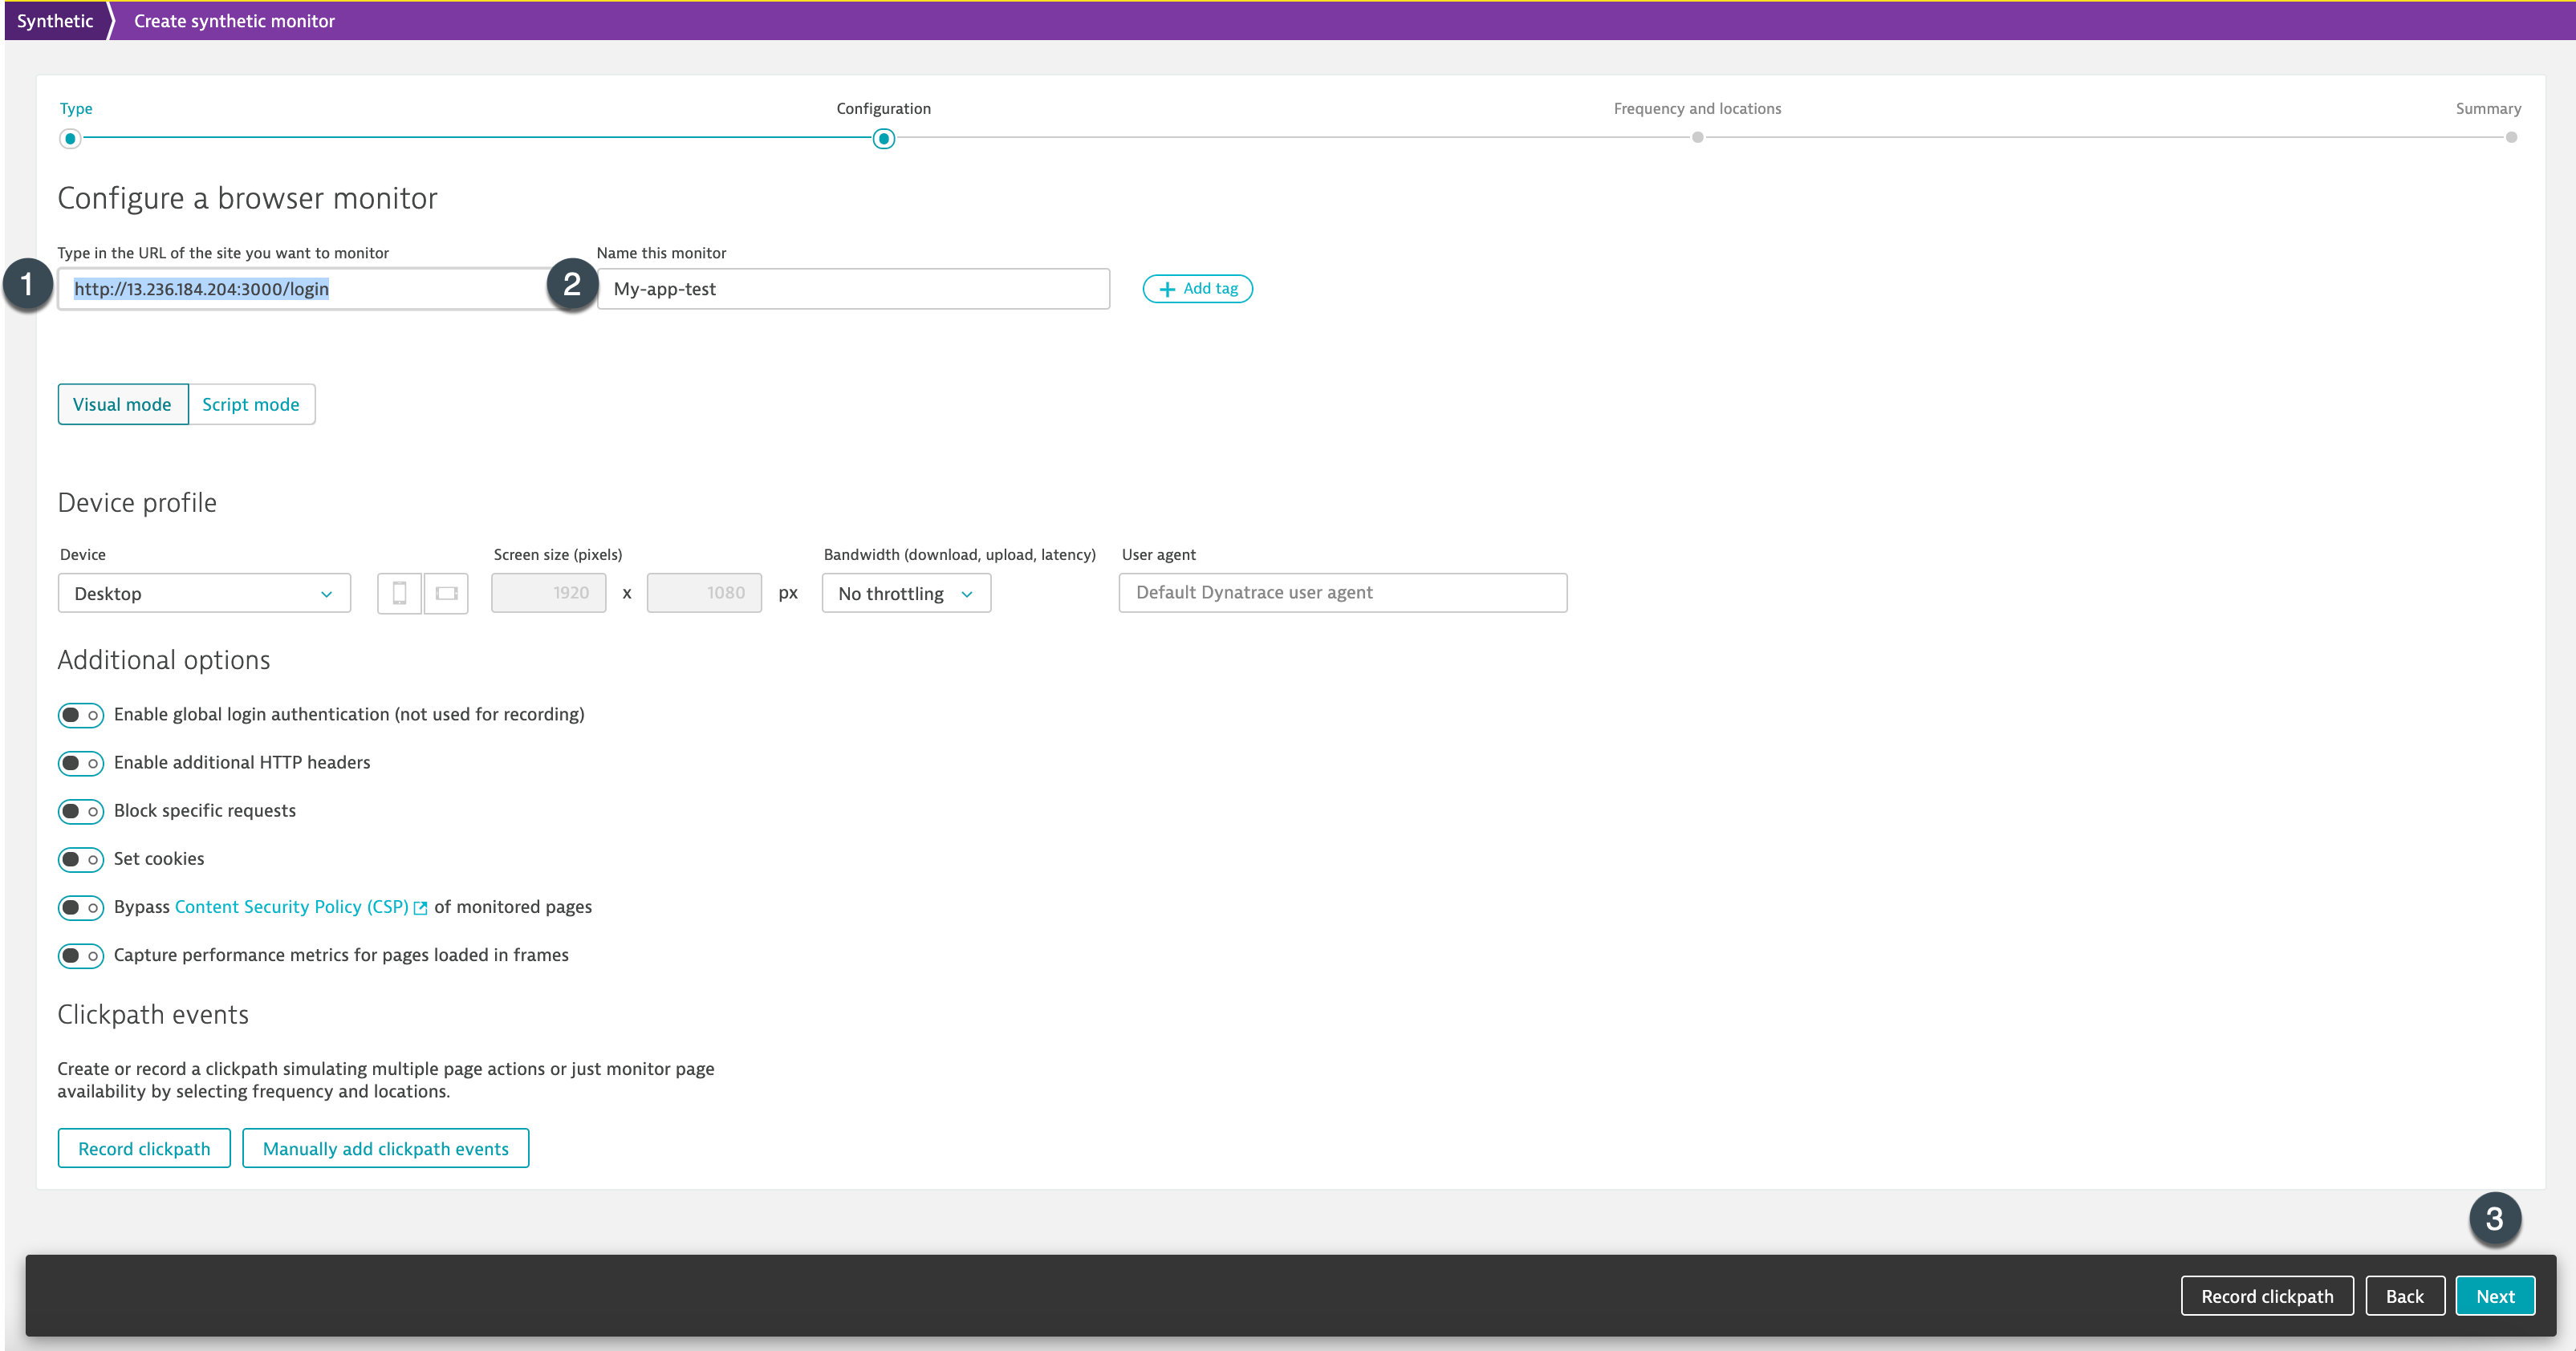 Synthetic Create synthetic monitor
Type Configuration Frequency and locations Summary
Configure a browser monitor
Type in the URL of the site you want to monitor Name this monitor
1 http://13.236.184.204:3000/login 2 My-app-test + Add tag
Visual mode Script mode
Device profile
Device Screen size (pixels) Bandwidth (download, upload, latency) User agent
Desktop 1920 x 1080 px No throttling Default Dynatrace user agent
Additional options
Enable global login authentication (not used for recording)
Enable additional HTTP headers
Block specific requests
Set cookies
Bypass Content Security Policy (CSP) of monitored pages
Capture performance metrics for pages loaded in frames
Clickpath events
Create or record a clickpath simulating multiple page actions or just monitor page
availability by selecting frequency and locations.
Record clickpath Manually add clickpath events
3
Record clickpath Back Next